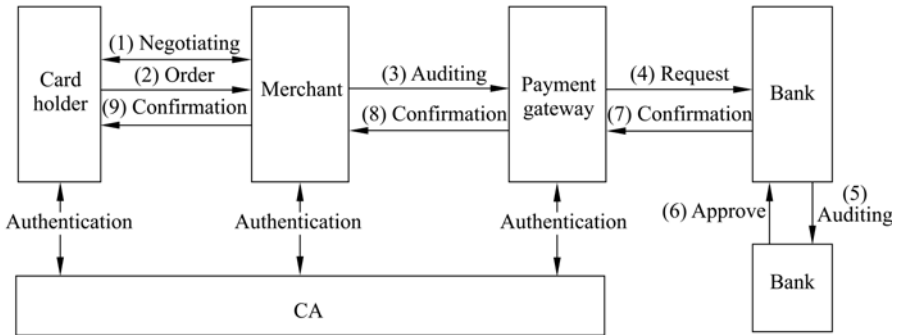 (1) Negotiating
Card
holder
(2) Order
(9) Confirmation
Merchant
(3) Auditing
(8) Confirmation
Payment
gateway
(4) Request
(7) Confirmation
Bank
Authentication
Authentication
Authentication
(6) Approve
(5)
Auditing
CA
Bank